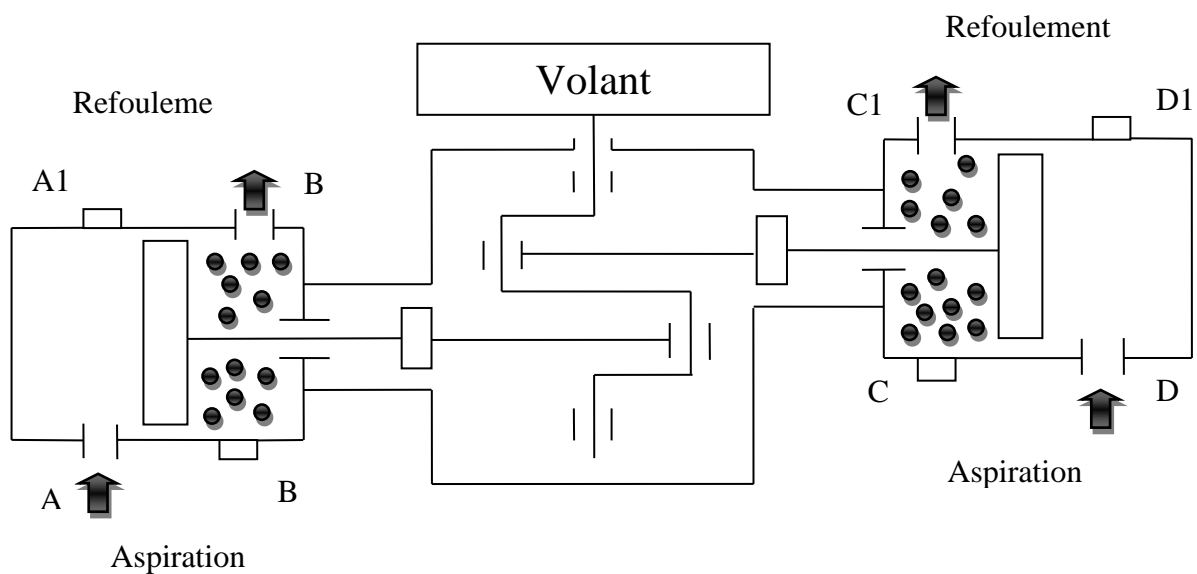 Refoulement
Volant
C1
D1
Refouleme
A1
B
C
D
Aspiration
A
B
Aspiration